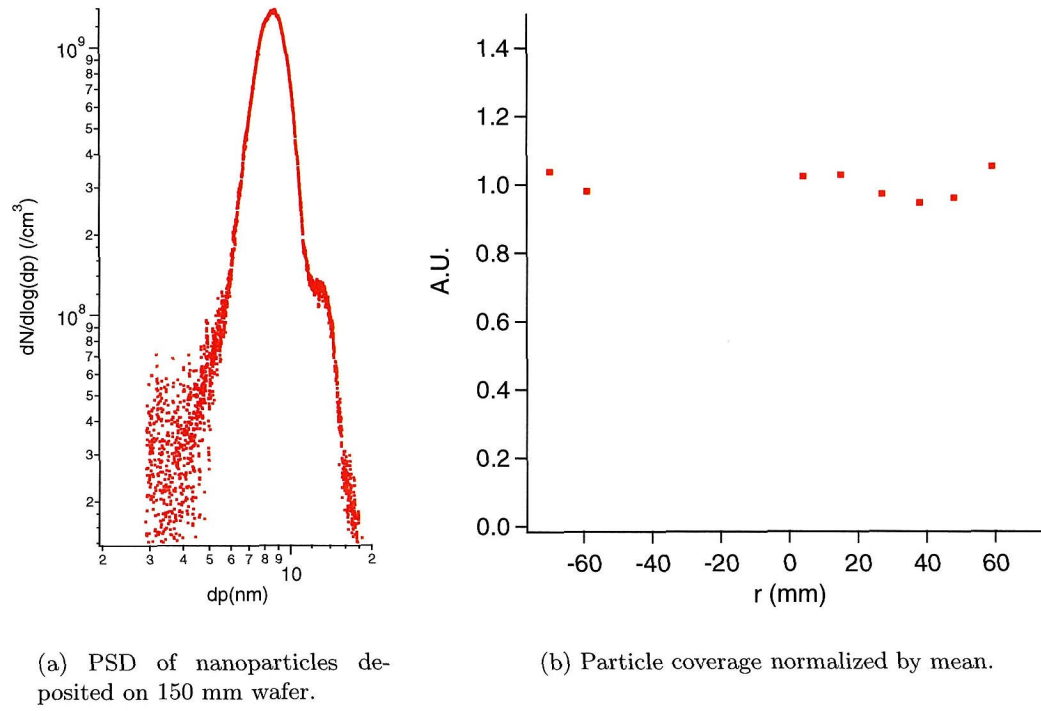 10^9
9
8
7
6
5
4
3
2
10^8
9
8
7
6
5
4
3
2
dN/dlog(dp) (/cm^3)
2 3 4 5 6 7 8 9 10 2
dp(nm)
1.4
1.2
1.0
0.8
0.6
0.4
0.2
0.0
A.U.
-60 -40 -20 0 20 40 60
r (mm)
(a) PSD of nanoparticles de-
posited on 150 mm wafer.
(b) Particle coverage normalized by mean.